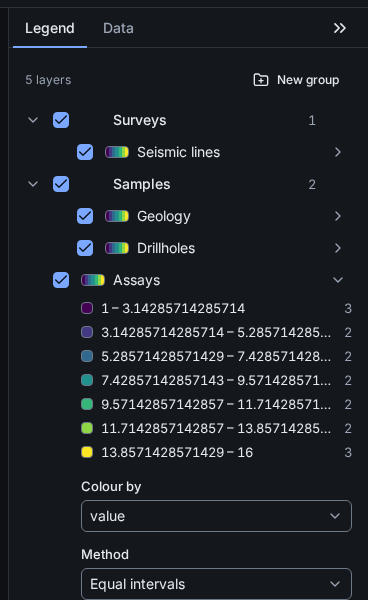 Legend Data
5 layers New group
Surveys 1
Seismic lines
Samples 2
Geology
Drillholes
Assays
1 – 3.14285714285714 3
3.14285714285714 – 5.285714285... 2
5.28571428571429 – 7.428571428... 2
7.42857142857143 – 9.571428571... 2
9.57142857142857 – 11.71428571... 2
11.7142857142857 – 13.85714285... 2
13.8571428571429 – 16 3
Colour by
value
Method
Equal intervals